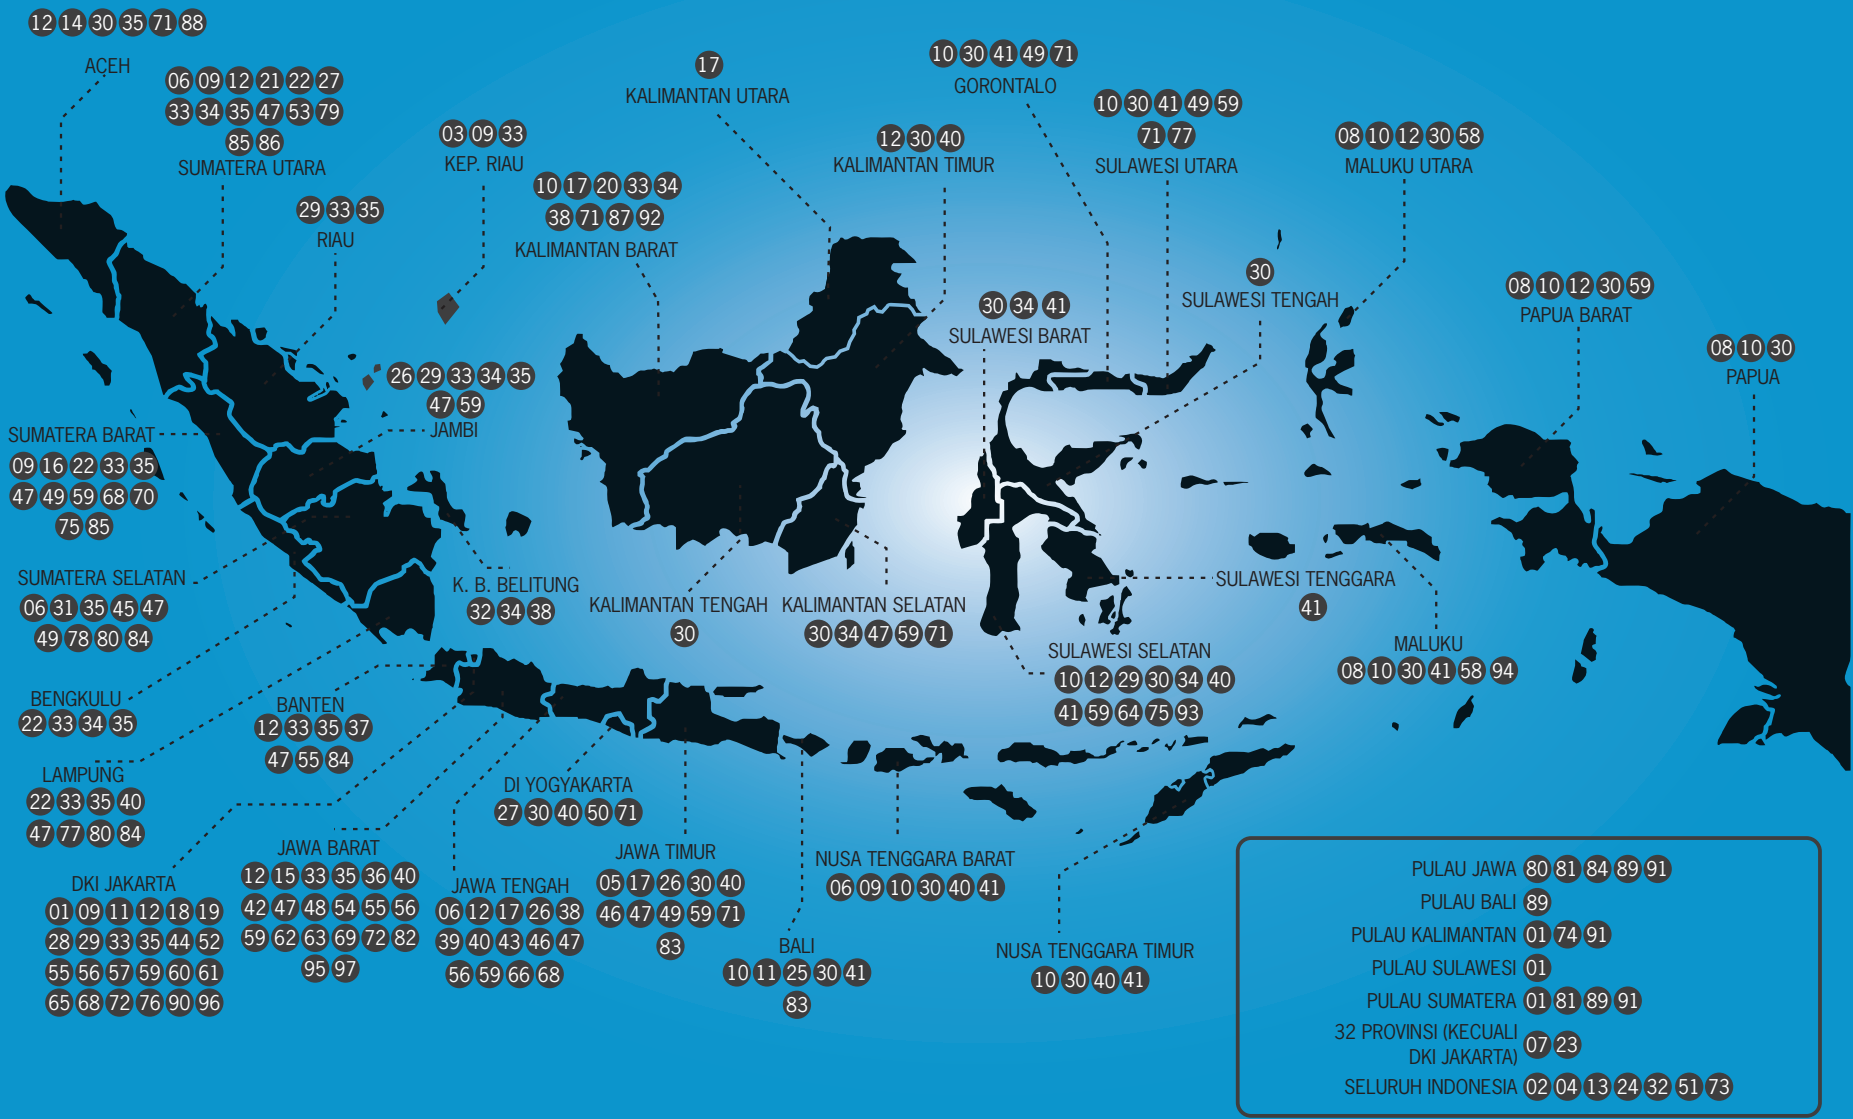 12 14 30 35 71 88
ACEH
06 09 12 21 22 27
33 34 35 47 53 79
85 86
SUMATERA UTARA
29 33 35
RIAU
03 09 33
KEP. RIAU
10 17 20 33 34
38 71 87 92
KALIMANTAN BARAT
17
KALIMANTAN UTARA
12 30 40
KALIMANTAN TIMUR
10 30 41 49 71
GORONTALO
10 30 41 49 59
71 77
SULAWESI UTARA
30
SULAWESI TENGAH
30 34 41
SULAWESI BARAT
08 10 12 30 58
MALUKU UTARA
08 10 12 30 59
PAPUA BARAT
08 10 30
PAPUA
26 29 33 34 35
47 59
JAMBI
SUMATERA BARAT
09 16 22 33 35
47 49 59 68 70
75 85
SUMATERA SELATAN
06 31 35 45 47
49 78 80 84
BENGKULU
22 33 34 35
LAMPUNG
22 33 35 40
47 77 80 84
K. B. BELITUNG
32 34 38
KALIMANTAN TENGAH
30
KALIMANTAN SELATAN
30 34 47 59 71
SULAWESI TENGGARA
41
SULAWESI SELATAN
10 12 29 30 34 40
41 59 64 75 93
MALUKU
08 10 30 41 58 94
BANTEN
12 33 35 37
47 55 84
DKI JAKARTA
01 09 11 12 18 19
28 29 33 35 44 52
55 56 57 59 60 61
65 68 72 76 90 96
JAWA BARAT
12 15 33 35 36 40
42 47 48 54 55 56
59 62 63 69 72 82
95 97
JAWA TENGAH
06 12 17 26 38
39 40 43 46 47
56 59 66 68
DI YOGYAKARTA
27 30 40 50 71
JAWA TIMUR
05 17 26 30 40
46 47 49 59 71
83
BALI
10 11 25 30 41
83
NUSA TENGGARA BARAT
06 09 10 30 40 41
NUSA TENGGARA TIMUR
10 30 40 41
PULAU JAWA 80 81 84 89 91
PULAU BALI 89
PULAU KALIMANTAN 01 74 91
PULAU SULAWESI 01
PULAU SUMATERA 01 81 89 91
32 PROVINSI (KECUALI
DKI JAKARTA) 07 23
SELURUH INDONESIA 02 04 13 24 32 51 73